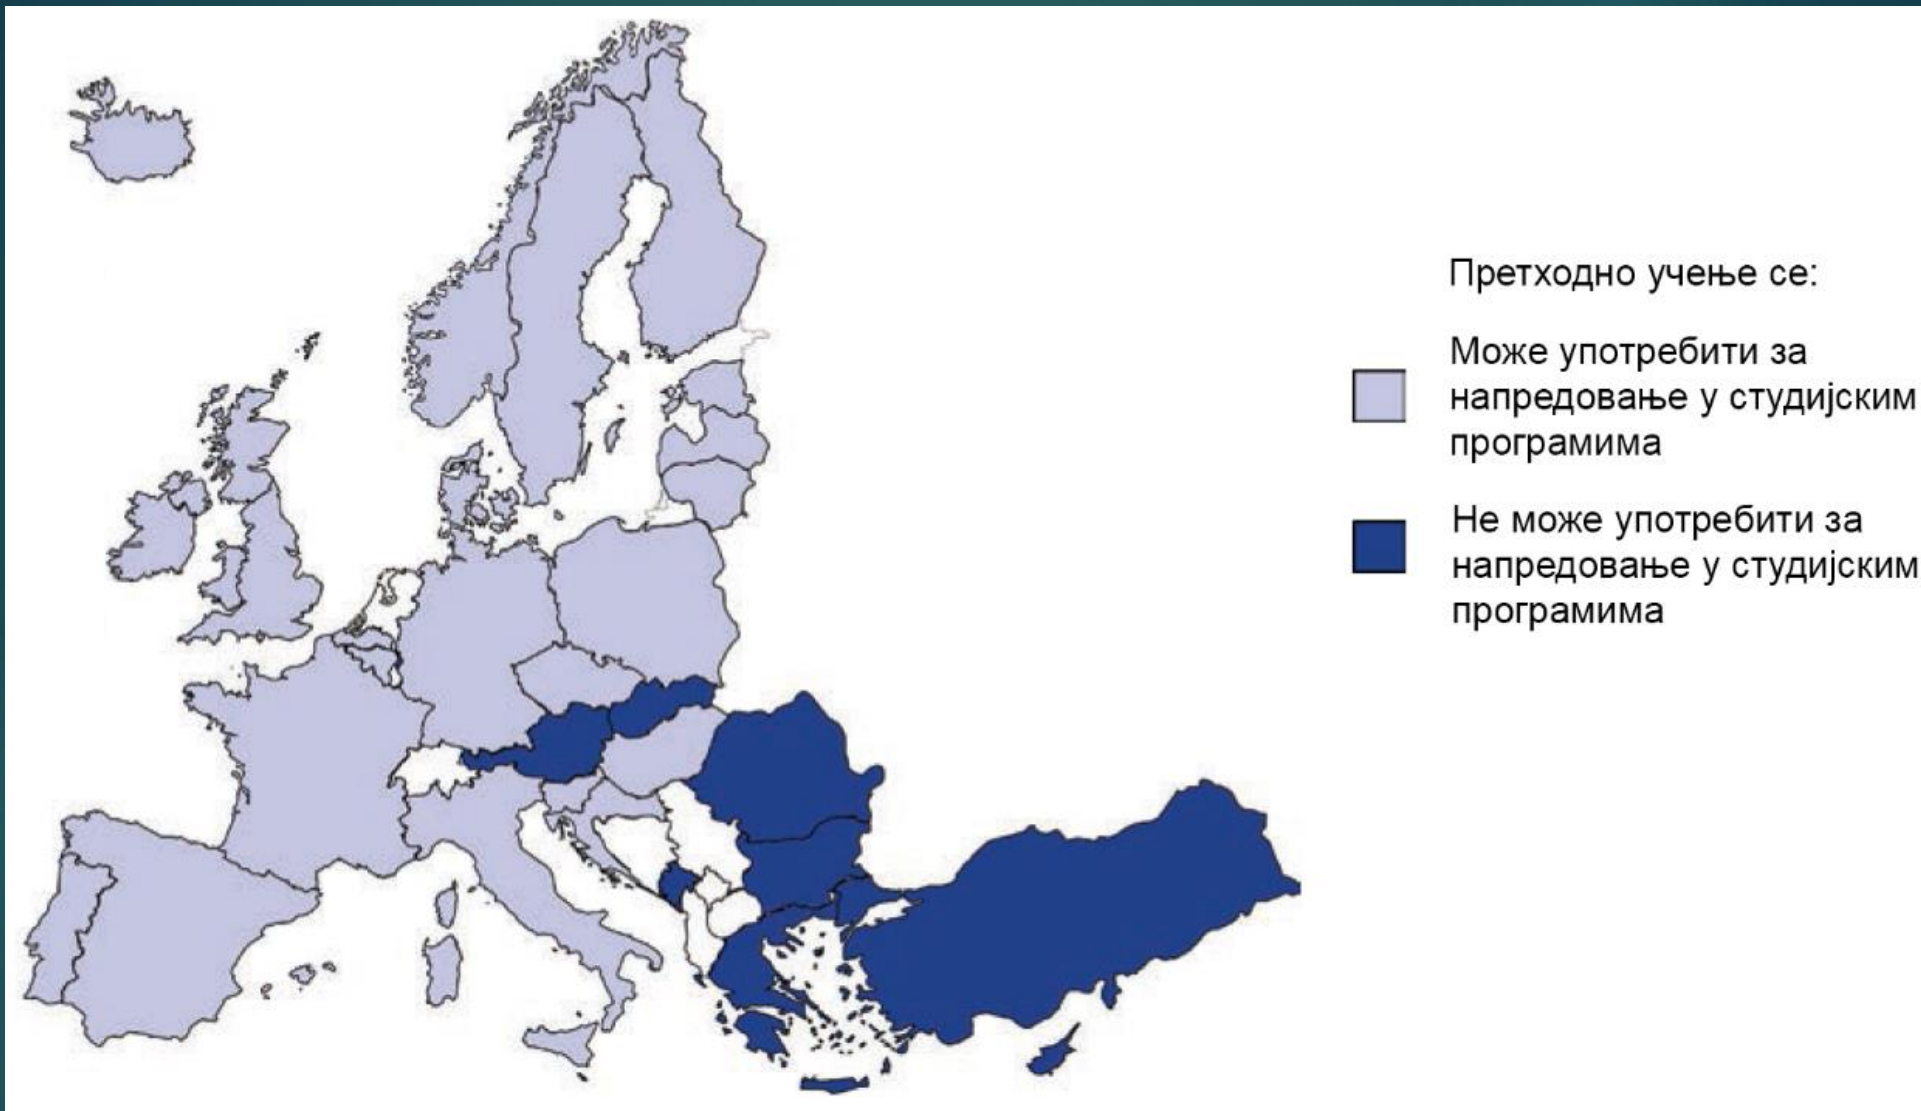 Претходно учење се:
Може употребити за
напредовање у студијским
програмима
Не може употребити за
напредовање у студијским
програмима